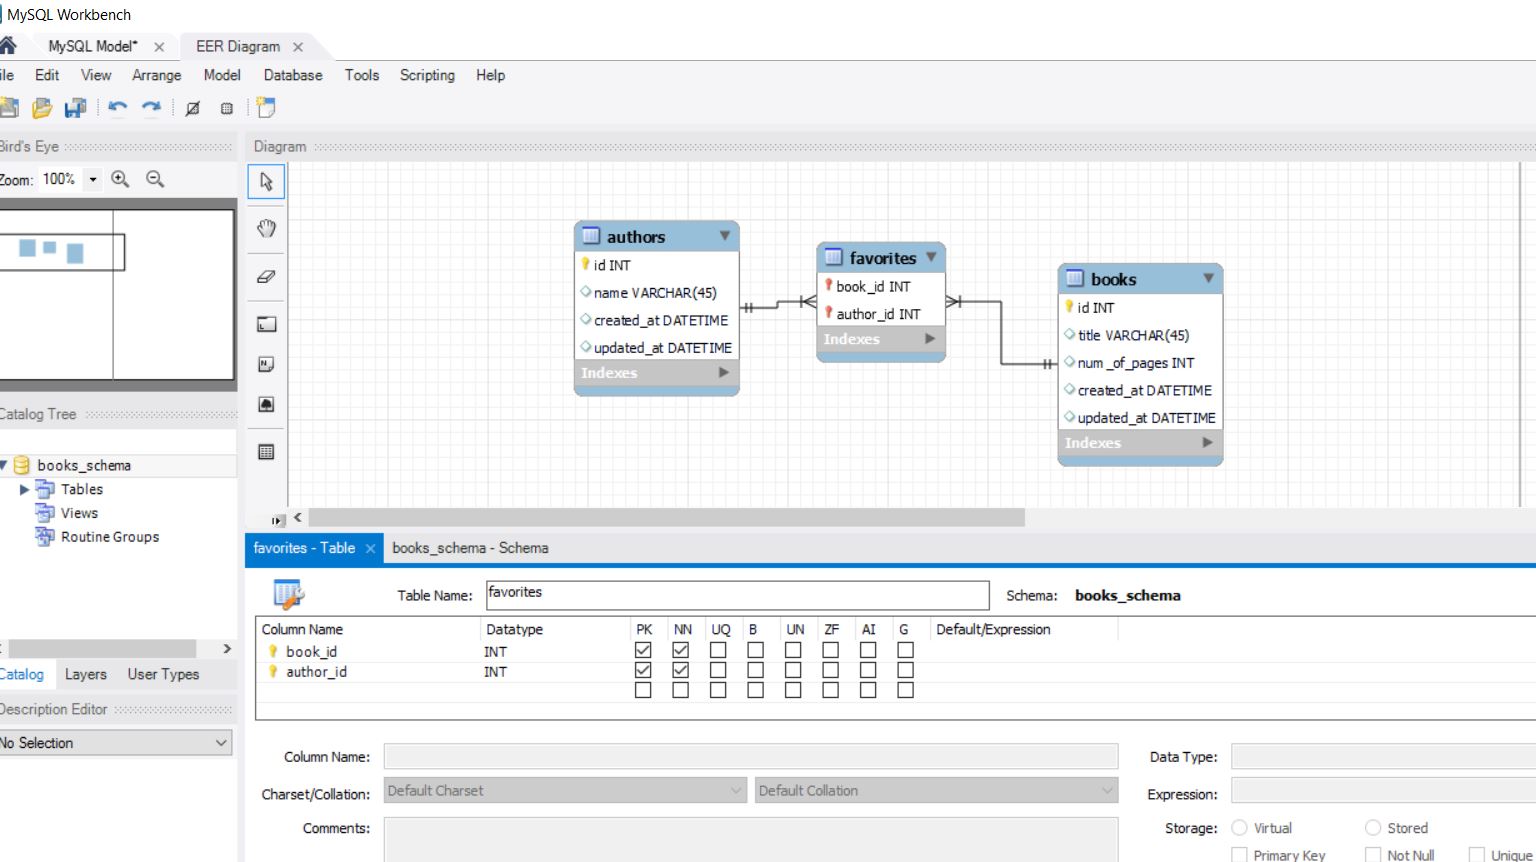 MySQL Workbench
MySQL Model* × EER Diagram ×
ile Edit View Arrange Model Database Tools Scripting Help
Bird's Eye
Diagram
Zoom: 100%
authors
id INT
name VARCHAR(45)
created_at DATETIME
updated_at DATETIME
Indexes
favorites
book_id INT
author_id INT
Indexes
books
id INT
title VARCHAR(45)
num _of_pages INT
created_at DATETIME
updated_at DATETIME
Indexes
Catalog Tree
books_schema
Tables
Views
Routine Groups
Catalog Layers User Types
Description Editor
No Selection
favorites - Table × books_schema - Schema
Table Name: favorites Schema: books_schema
Column Name Datatype PK NN UQ B UN ZF AI G Default/Expression
book_id INT
author_id INT
Column Name: Data Type:
Charset/Collation: Default Charset Default Collation Expression:
Comments: Storage: Virtual Stored
Primary Key Not Null Unique